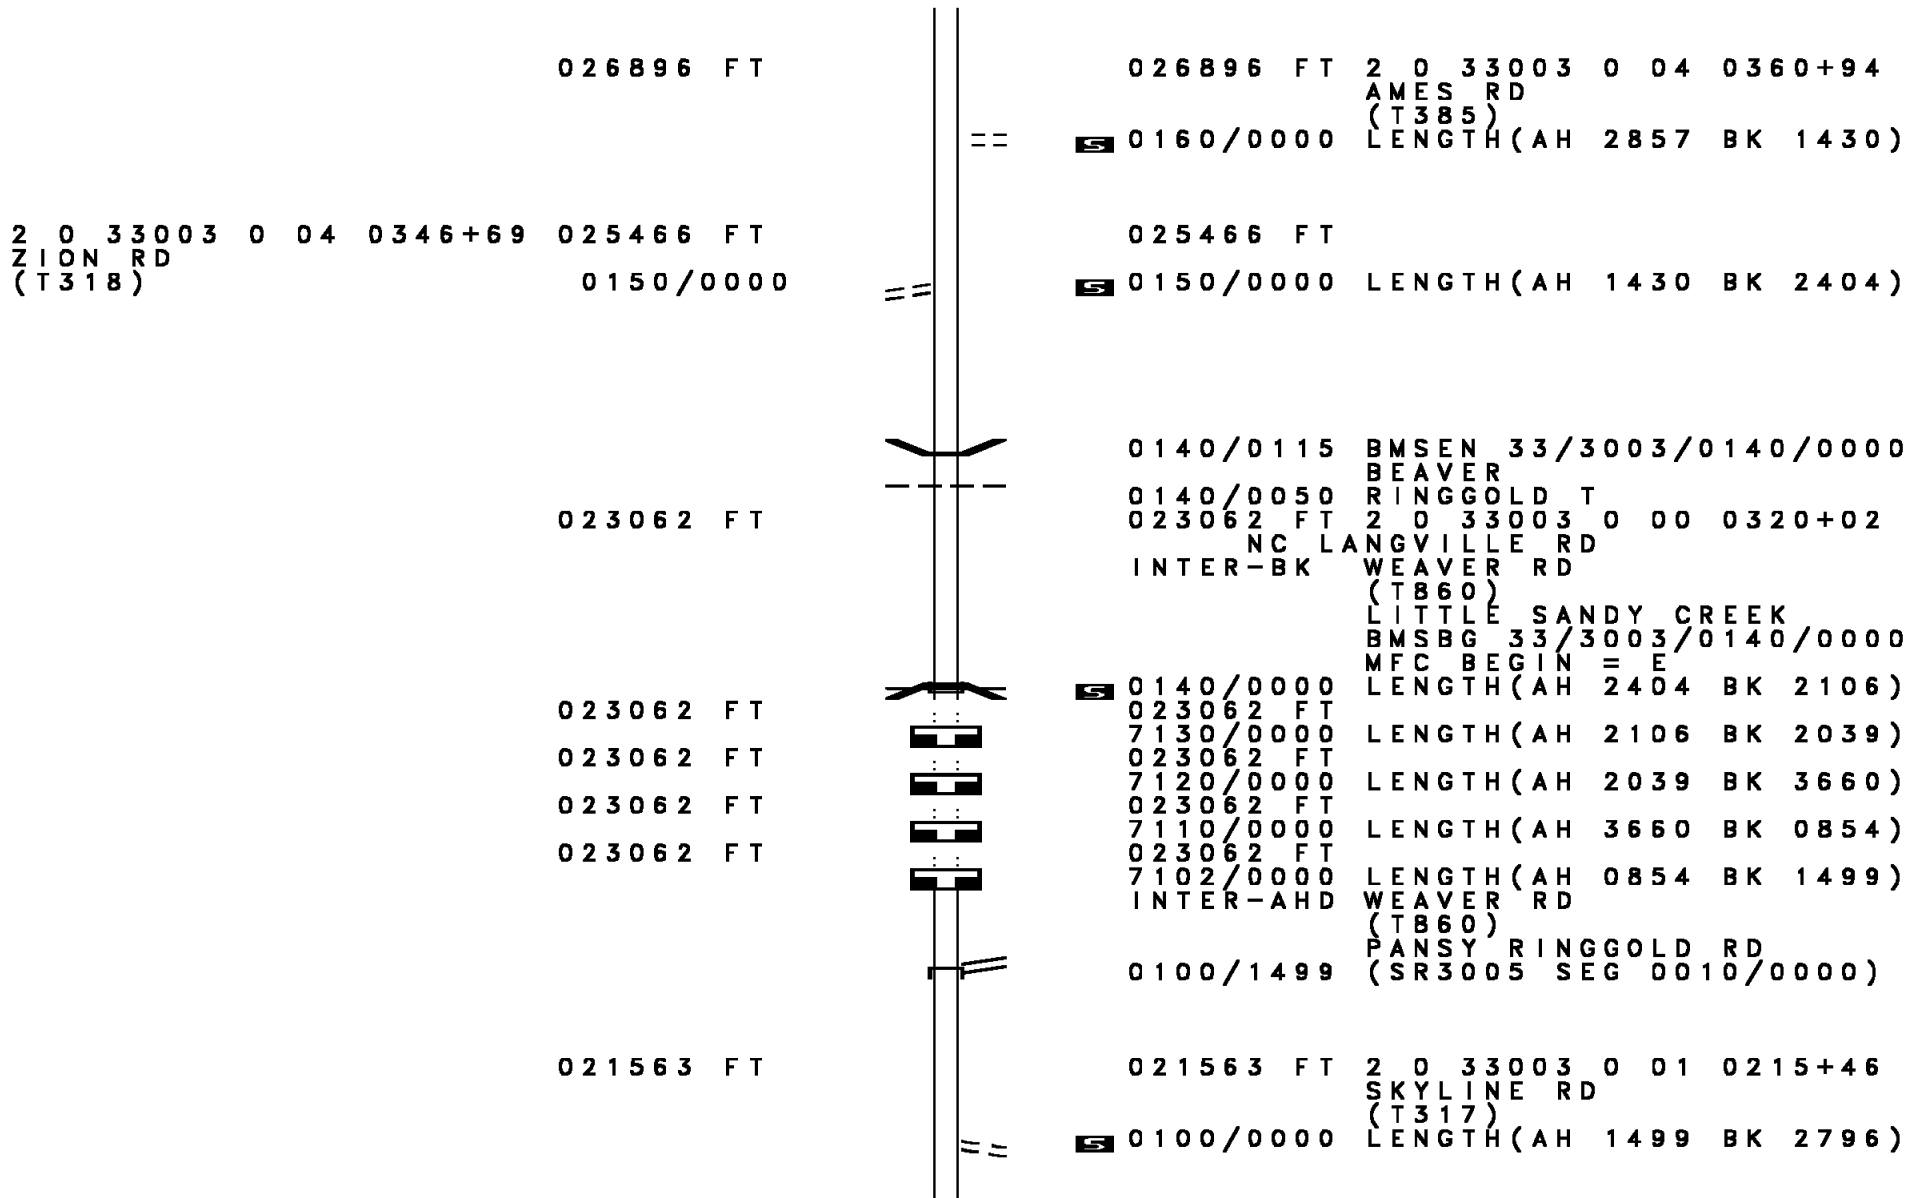 026896 FT 026896 FT 2 0 33003 0 04 0360+94
AMES RD
(T385)
S 0160/0000 LENGTH(AH 2857 BK 1430)
2 0 33003 0 04 0346+69 025466 FT 025466 FT
ZION RD
(T318) 0150/0000 S 0150/0000 LENGTH(AH 1430 BK 2404)
0140/0115 BMSEN 33/3003/0140/0000
BEAVER
0140/0050 RINGGOLD T
023062 FT 023062 FT 2 0 33003 0 00 0320+02
NC LANGVILLE RD
INTER-BK WEAVER RD
(T860)
LITTLE SANDY CREEK
BMSBG 33/3003/0140/0000
MFC BEGIN = E
S 0140/0000 LENGTH(AH 2404 BK 2106)
023062 FT 023062 FT
7130/0000 LENGTH(AH 2106 BK 2039)
023062 FT 023062 FT
7120/0000 LENGTH(AH 2039 BK 3660)
023062 FT 023062 FT
7110/0000 LENGTH(AH 3660 BK 0854)
023062 FT 023062 FT
7102/0000 LENGTH(AH 0854 BK 1499)
INTER-AHD WEAVER RD
(T860)
PANSY RINGGOLD RD
0100/1499 (SR3005 SEG 0010/0000)
021563 FT 021563 FT 2 0 33003 0 01 0215+46
SKYLINE RD
(T317)
S 0100/0000 LENGTH(AH 1499 BK 2796)